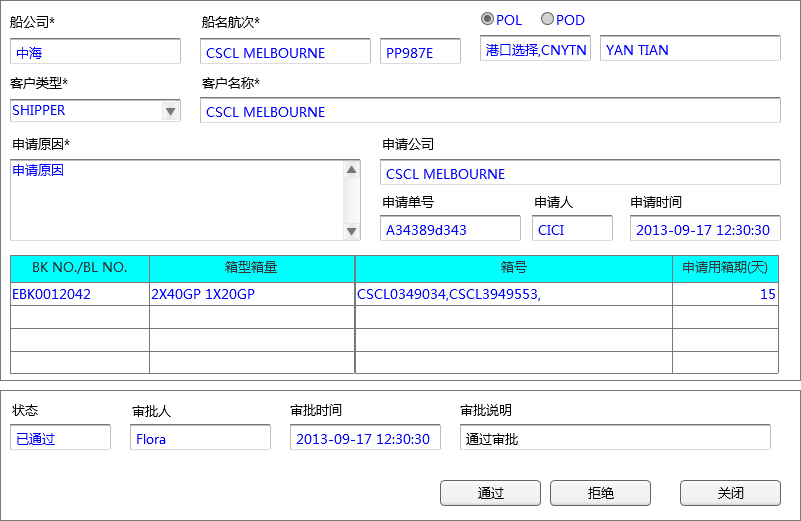 船公司*
船名航次*
POL
POD
中海
CSCL MELBOURNE
PP987E
港口选择,CNYTN
YAN TIAN
客户类型*
客户名称*
SHIPPER
CSCL MELBOURNE
申请原因*
申请公司
申请原因
CSCL MELBOURNE
申请单号
申请人
申请时间
A34389d343
CICI
2013-09-17 12:30:30
BK NO./BL NO.
箱型箱量
箱号
申请用箱期(天)
EBK0012042
2X40GP 1X20GP
CSCL0349034,CSCL3949553,
15
状态
审批人
审批时间
审批说明
已通过
Flora
2013-09-17 12:30:30
通过审批
通过
拒绝
关闭